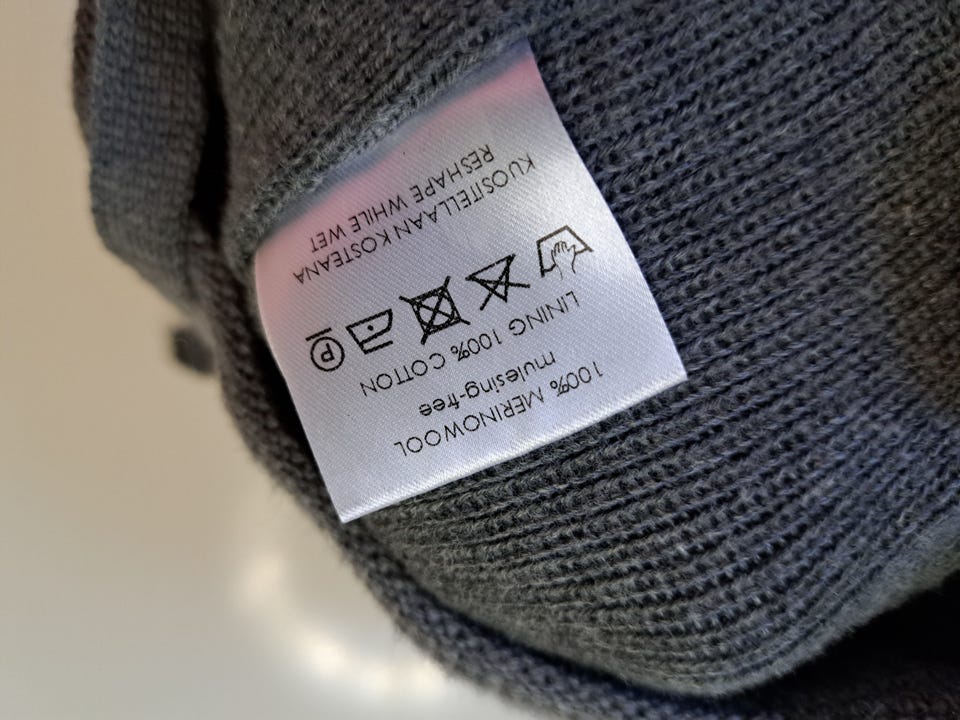 100% MERINOWOOL
mulesing-free
LINING 100% COTTON
P
KUOSITELLAAN KOSTEANA
RESHAPE WHILE WET